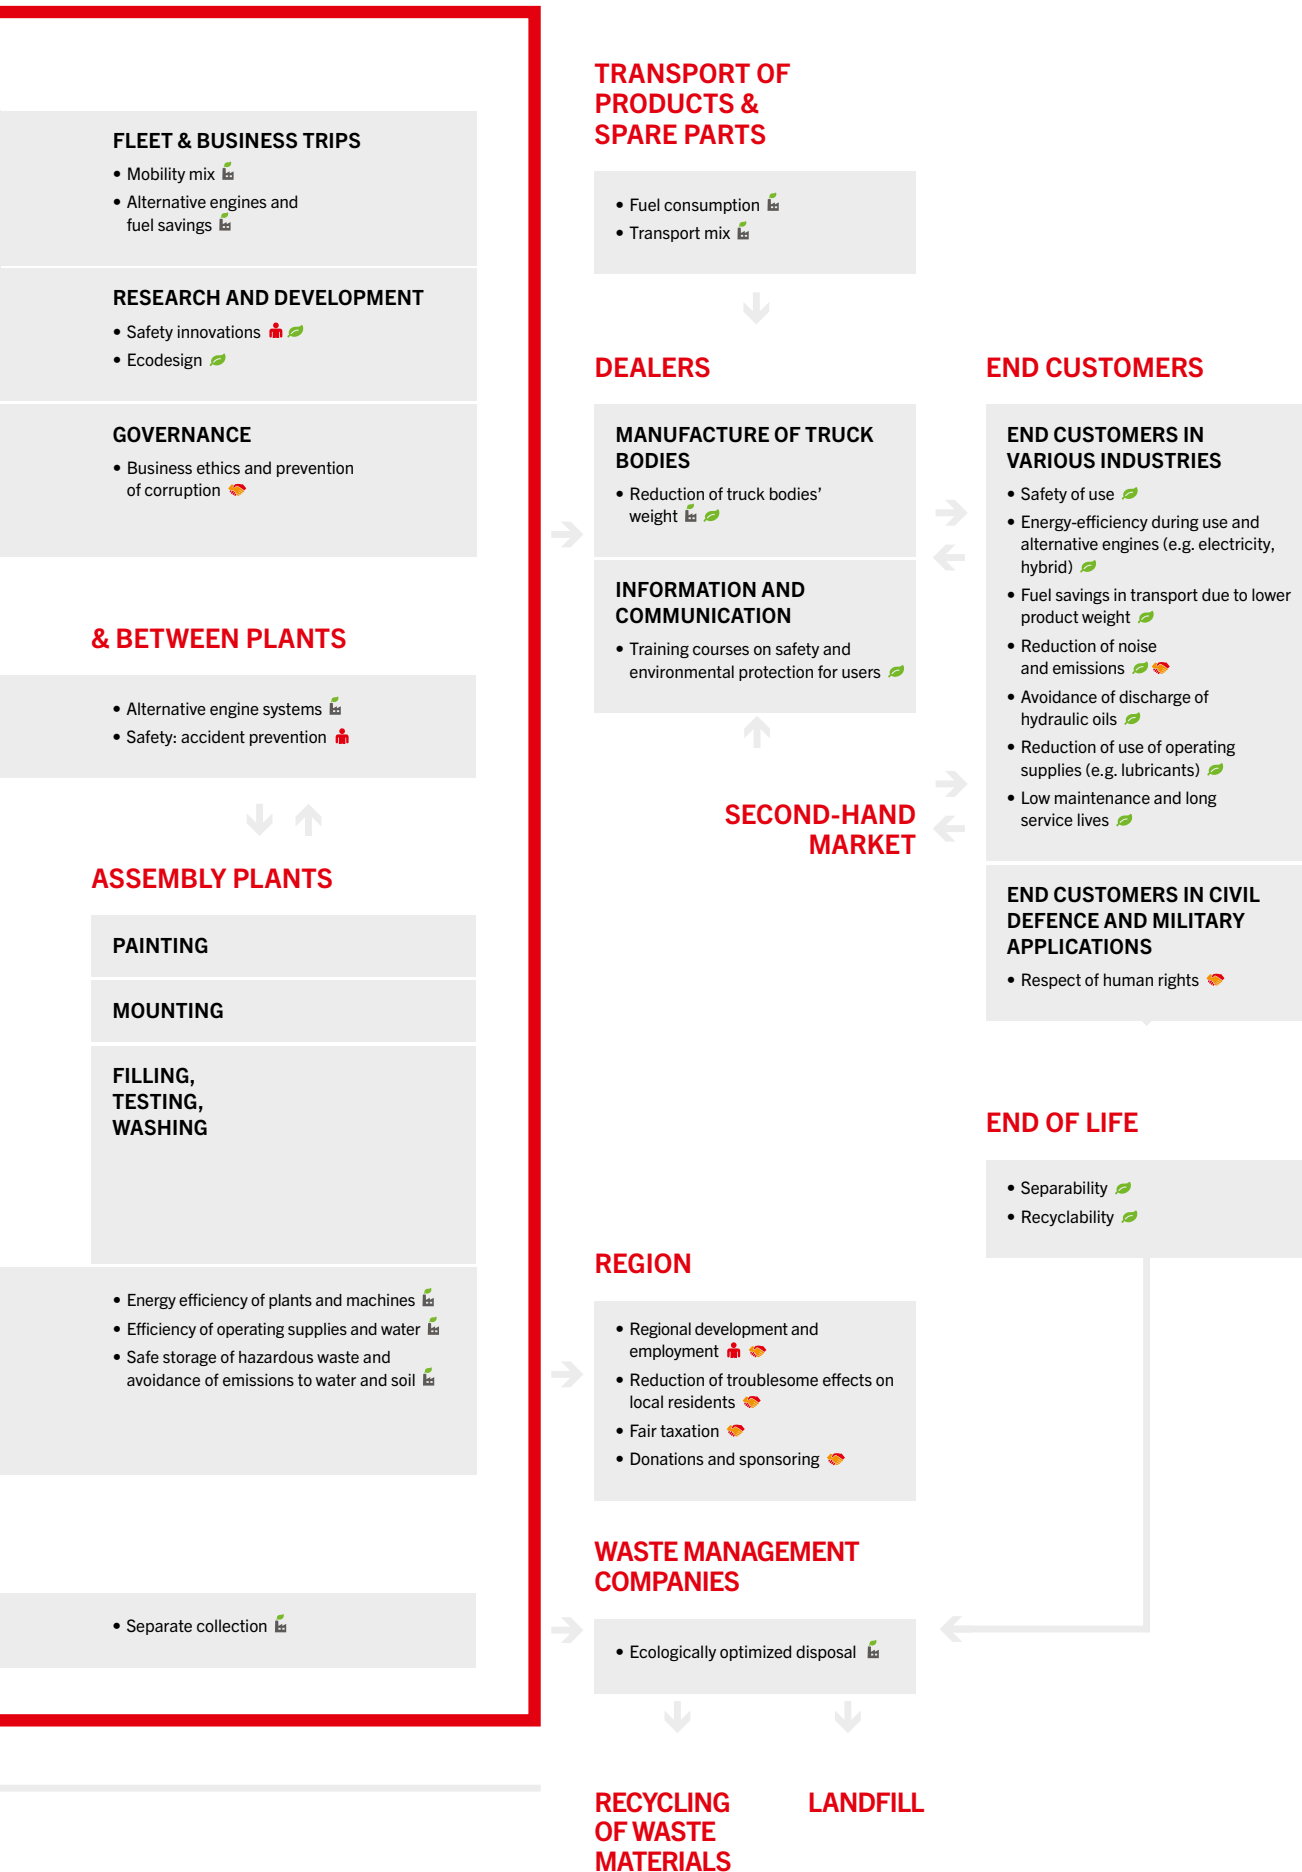 FLEET & BUSINESS TRIPS
• Mobility mix
• Alternative engines and
fuel savings
RESEARCH AND DEVELOPMENT
• Safety innovations
• Ecodesign
GOVERNANCE
• Business ethics and prevention
of corruption
& BETWEEN PLANTS
• Alternative engine systems
• Safety: accident prevention
ASSEMBLY PLANTS
PAINTING
MOUNTING
FILLING,
TESTING,
WASHING
• Energy efficiency of plants and machines
• Efficiency of operating supplies and water
• Safe storage of hazardous waste and
avoidance of emissions to water and soil
• Separate collection
TRANSPORT OF
PRODUCTS &
SPARE PARTS
• Fuel consumption
• Transport mix
DEALERS
MANUFACTURE OF TRUCK
BODIES
• Reduction of truck bodies’
weight
INFORMATION AND
COMMUNICATION
• Training courses on safety and
environmental protection for users
SECOND-HAND
MARKET
END CUSTOMERS
END CUSTOMERS IN
VARIOUS INDUSTRIES
• Safety of use
• Energy-efficiency during use and
alternative engines (e.g. electricity,
hybrid)
• Fuel savings in transport due to lower
product weight
• Reduction of noise
and emissions
• Avoidance of discharge of
hydraulic oils
• Reduction of use of operating
supplies (e.g. lubricants)
• Low maintenance and long
service lives
END CUSTOMERS IN CIVIL
DEFENCE AND MILITARY
APPLICATIONS
• Respect of human rights
END OF LIFE
• Separability
• Recyclability
REGION
• Regional development and
employment
• Reduction of troublesome effects on
local residents
• Fair taxation
• Donations and sponsoring
WASTE MANAGEMENT
COMPANIES
• Ecologically optimized disposal
RECYCLING
OF WASTE
MATERIALS
LANDFILL